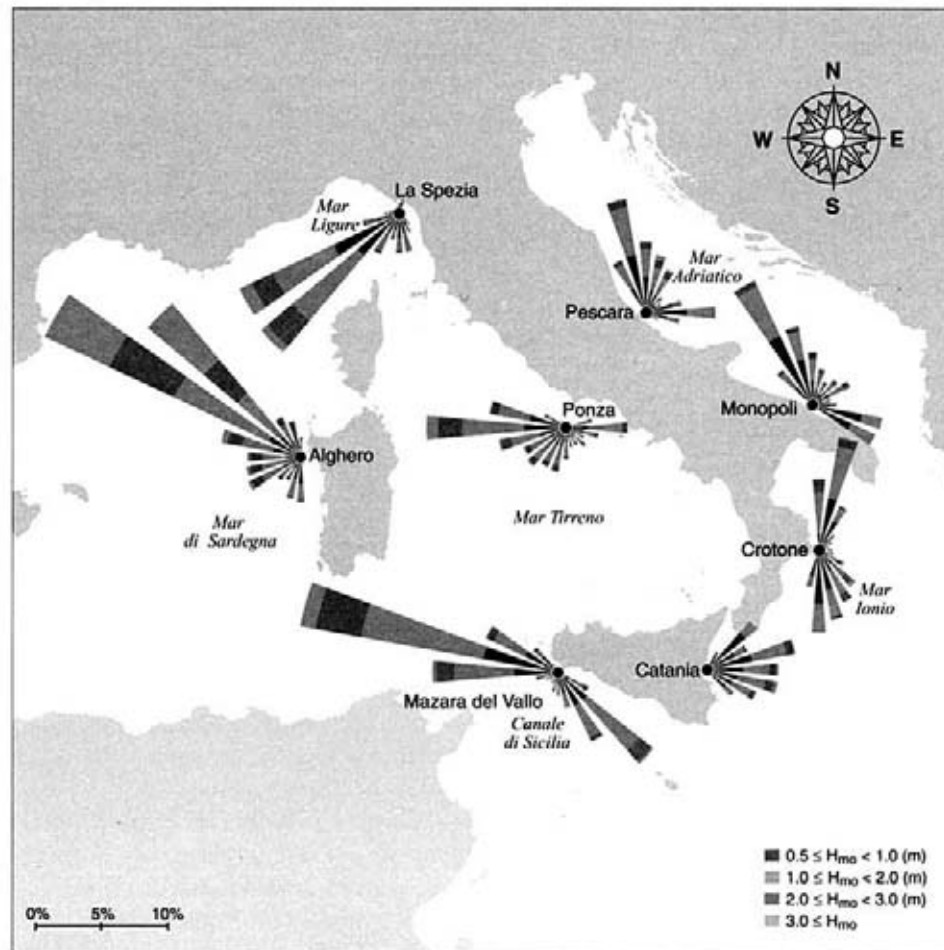 N
W E
S
La Spezia
Mar
Ligure
Mar
Adriatico
Pescara
Monopoli
Ponza
Alghero
Mar
di Sardegna
Mar Tirreno
Crotone
Mar
Ionio
Catania
Mazara del Vallo
Canale
di Sicilia
0.5 ≤ Hmo < 1.0 (m)
1.0 ≤ Hmo < 2.0 (m)
2.0 ≤ Hmo < 3.0 (m)
3.0 ≤ Hmo
0% 5% 10%